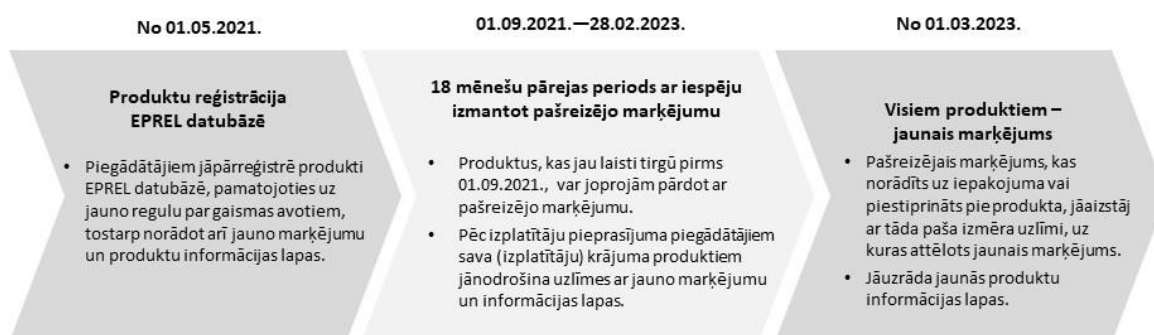 No 01.05.2021.
01.09.2021.—28.02.2023.
No 01.03.2023.
Produktu reģistrācija
EPREL datubāzē
• Piegādātājiem jāpārreģistrē produkti
EPREL datubāzē, pamatojoties uz
jauno regulu par gaismas avotiem,
tostarp norādot arī jauno marķējumu
un produktu informācijas lapas.
18 mēnešu pārejas periods ar iespēju
izmantot pašreizējo marķējumu
• Produktus, kas jau laisti tirgū pirms
01.09.2021., var joprojām pārdot ar
pašreizējo marķējumu.
• Pēc izplatītāju pieprasījuma piegādātājiem
sava (izplatītāju) krājuma produktiem
jānodrošina uzlīmes ar jauno marķējumu
un informācijas lapas.
Visiem produktiem –
jaunais marķējums
• Pašreizējais marķējums, kas
norādīts uz iepakojuma vai
piestiprināts pie produkta, jāaizstāj
ar tāda paša izmēra uzlīmi, uz
kuras attēlots jaunais marķējums.
• Jāuzrāda jaunās produktu
informācijas lapas.